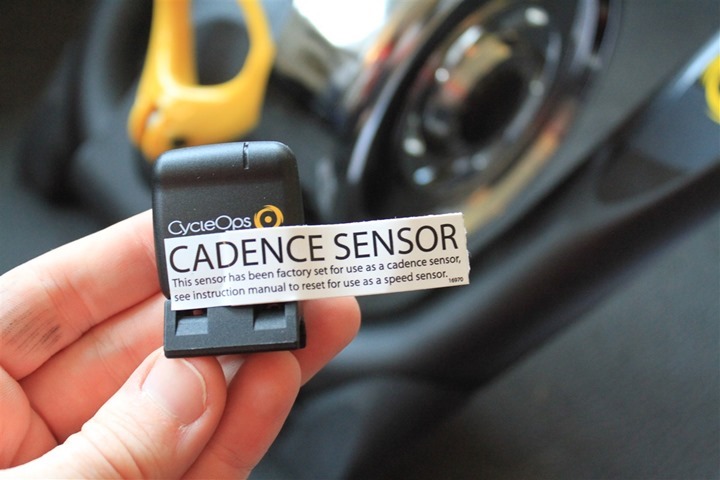 CycleOps
CADENCE SENSOR
This sensor has been factory set for use as a cadence sensor,
see instruction manual to reset for use as a speed sensor. 16970